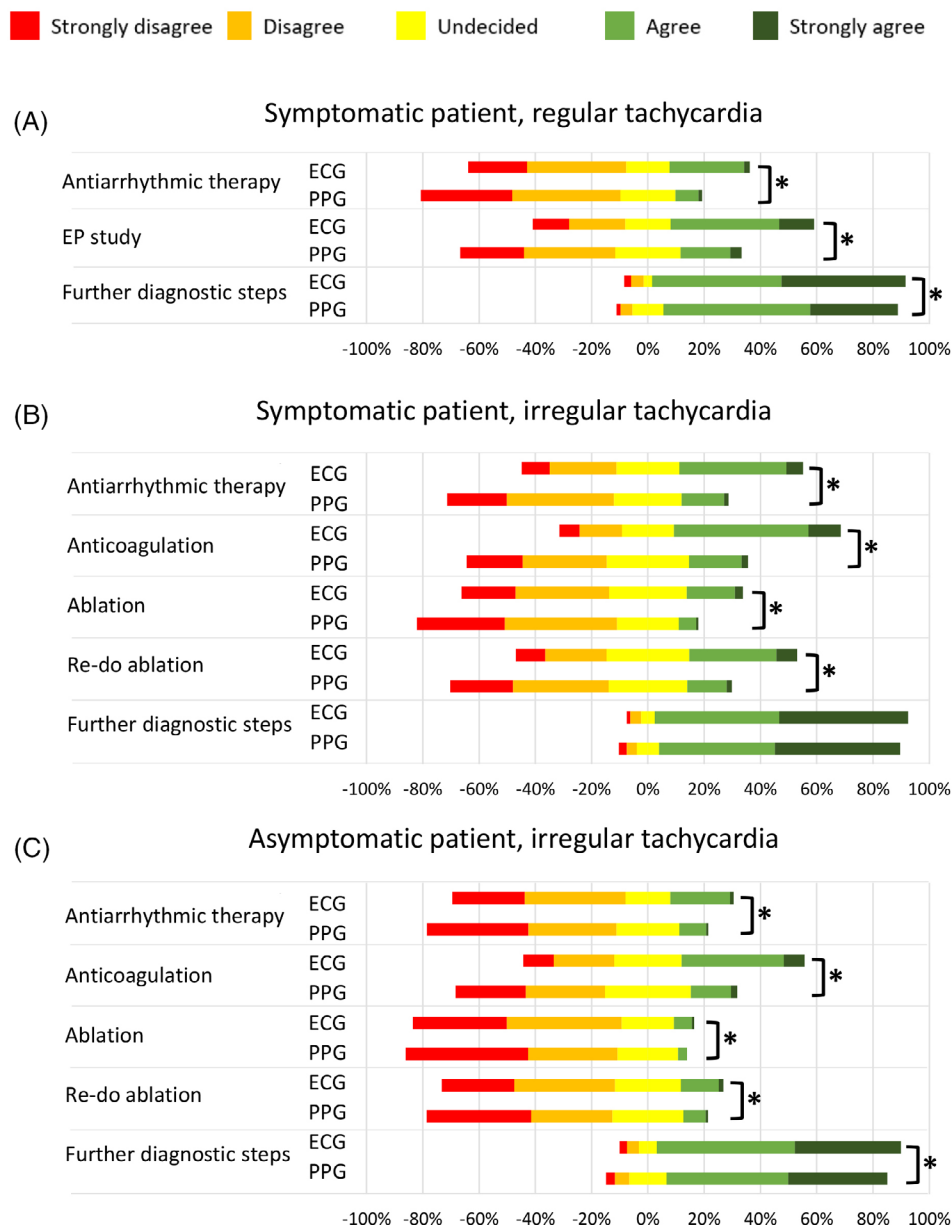 Strongly disagree Disagree Undecided Agree Strongly agree
(A) Symptomatic patient, regular tachycardia
Antiarrhythmic therapy
ECG
PPG
*
EP study
ECG
PPG
*
Further diagnostic steps
ECG
PPG
*
-100% -80% -60% -40% -20% 0% 20% 40% 60% 80% 100%
(B) Symptomatic patient, irregular tachycardia
Antiarrhythmic therapy
ECG
PPG
*
Anticoagulation
ECG
PPG
*
Ablation
ECG
PPG
*
Re-do ablation
ECG
PPG
*
Further diagnostic steps
ECG
PPG
-100% -80% -60% -40% -20% 0% 20% 40% 60% 80% 100%
(C) Asymptomatic patient, irregular tachycardia
Antiarrhythmic therapy
ECG
PPG
*
Anticoagulation
ECG
PPG
*
Ablation
ECG
PPG
*
Re-do ablation
ECG
PPG
*
Further diagnostic steps
ECG
PPG
*
-100% -80% -60% -40% -20% 0% 20% 40% 60% 80% 100%